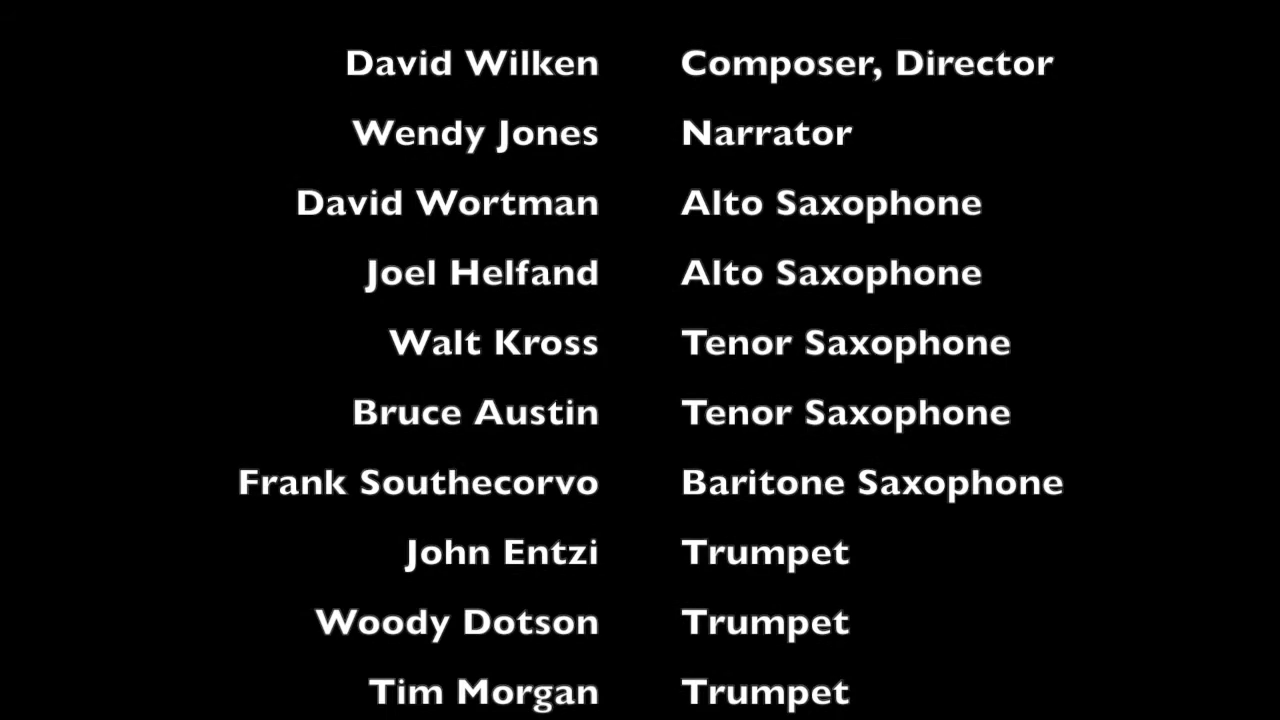 David Wilken Composer, Director
Wendy Jones Narrator
David Wortman Alto Saxophone
Joel Helfand Alto Saxophone
Walt Kross Tenor Saxophone
Bruce Austin Tenor Saxophone
Frank Southecorvo Baritone Saxophone
John Entzi Trumpet
Woody Dotson Trumpet
Tim Morgan Trumpet